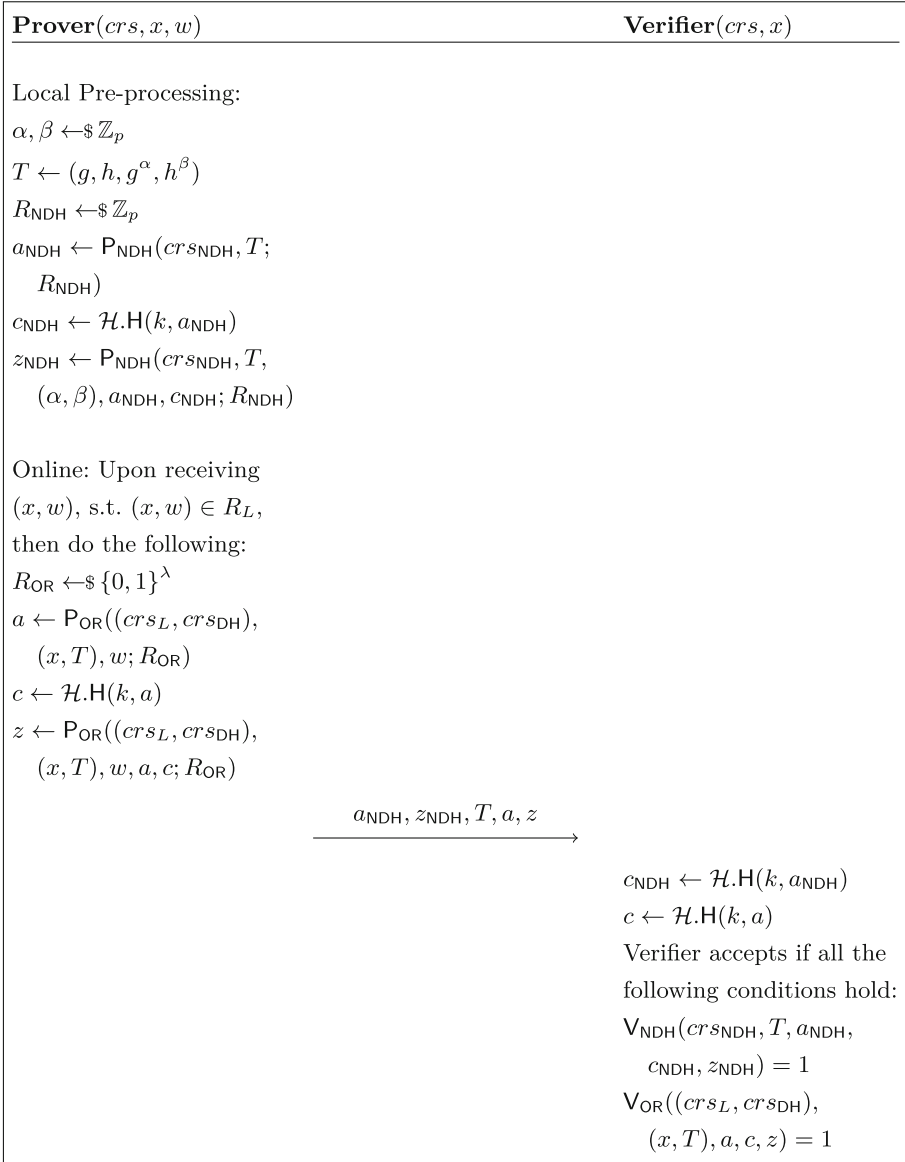 Prover(crs, x, w) Verifier(crs, x)
Local Pre-processing:
α, β ←$ ℤ_p
T ← (g, h, g^α, h^β)
R_NDH ←$ ℤ_p
a_NDH ← P_NDH(crs_NDH, T;
R_NDH)
c_NDH ← ℋ.H(k, a_NDH)
z_NDH ← P_NDH(crs_NDH, T,
(α, β), a_NDH, c_NDH; R_NDH)
Online: Upon receiving
(x, w), s.t. (x, w) ∈ R_L,
then do the following:
R_OR ←$ {0, 1}^λ
a ← P_OR((crs_L, crs_DH),
(x, T), w; R_OR)
c ← ℋ.H(k, a)
z ← P_OR((crs_L, crs_DH),
(x, T), w, a, c; R_OR)
a_NDH, z_NDH, T, a, z
c_NDH ← ℋ.H(k, a_NDH)
c ← ℋ.H(k, a)
Verifier accepts if all the
following conditions hold:
V_NDH(crs_NDH, T, a_NDH,
c_NDH, z_NDH) = 1
V_OR((crs_L, crs_DH),
(x, T), a, c, z) = 1